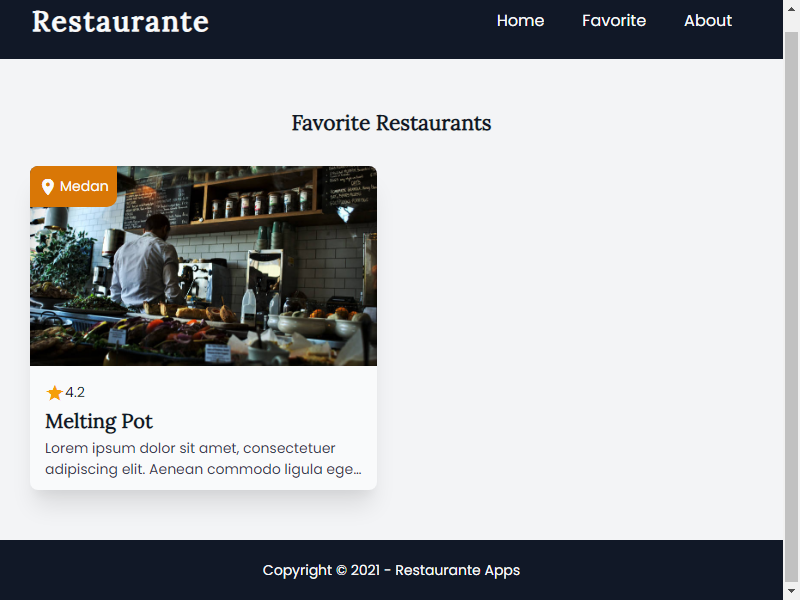 Restaurante
Home Favorite About
Favorite Restaurants
Medan
4.2
Melting Pot
Lorem ipsum dolor sit amet, consectetuer
adipiscing elit. Aenean commodo ligula ege...
Copyright © 2021 - Restaurante Apps